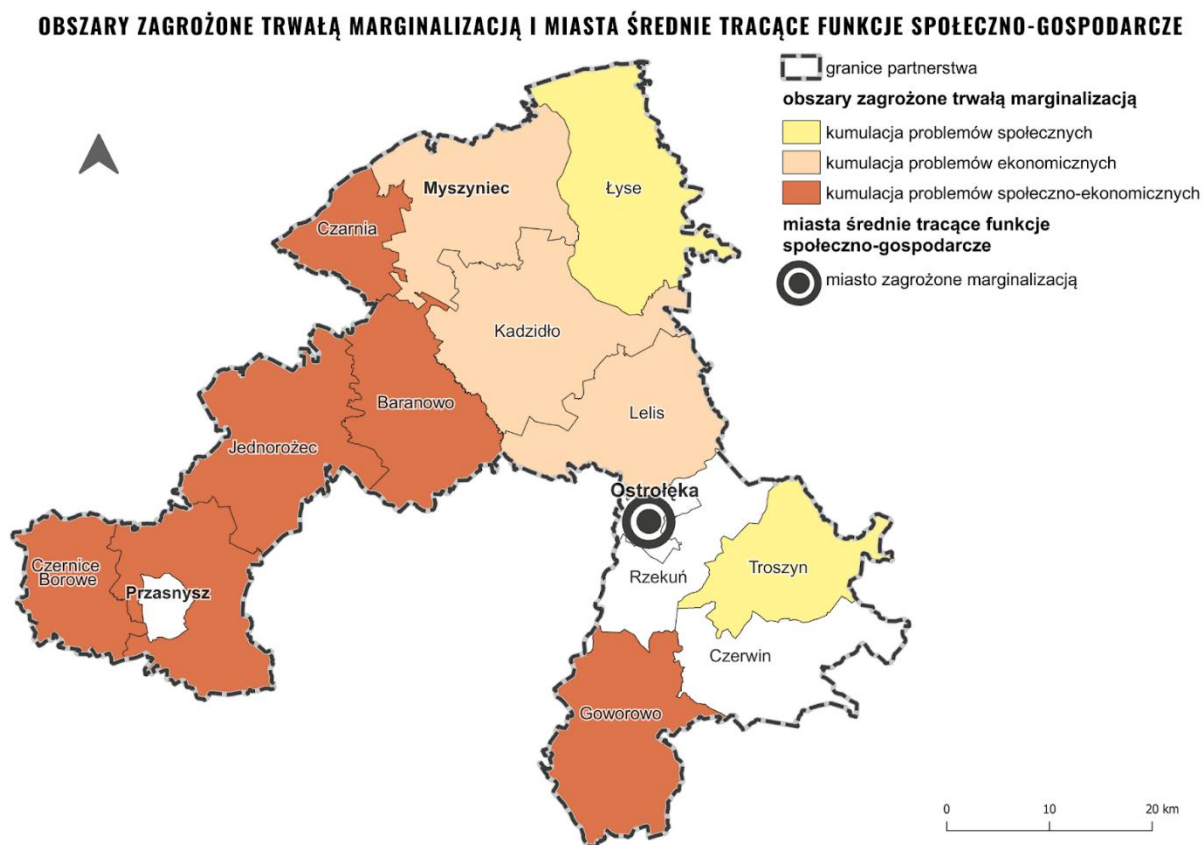 OBSZARY ZAGROŻONE TRWAŁĄ MARGINALIZACJĄ I MIASTA ŚREDNIE TRACĄCE FUNKCJE SPOŁECZNO-GOSPODARCZE
granice partnerstwa
obszary zagrożone trwałą marginalizacją
kumulacja problemów społecznych
kumulacja problemów ekonomicznych
kumulacja problemów społeczno-ekonomicznych
miasta średnie tracące funkcje
społeczno-gospodarcze
miasto zagrożone marginalizacją
Myszyniec
Łyse
Czarnia
Kadzidło
Baranowo
Lelis
Jednorożec
Ostrołęka
Czernice
Borowe
Przasnysz
Rzekuń
Troszyn
Czerwin
Goworowo
0 10 20 km